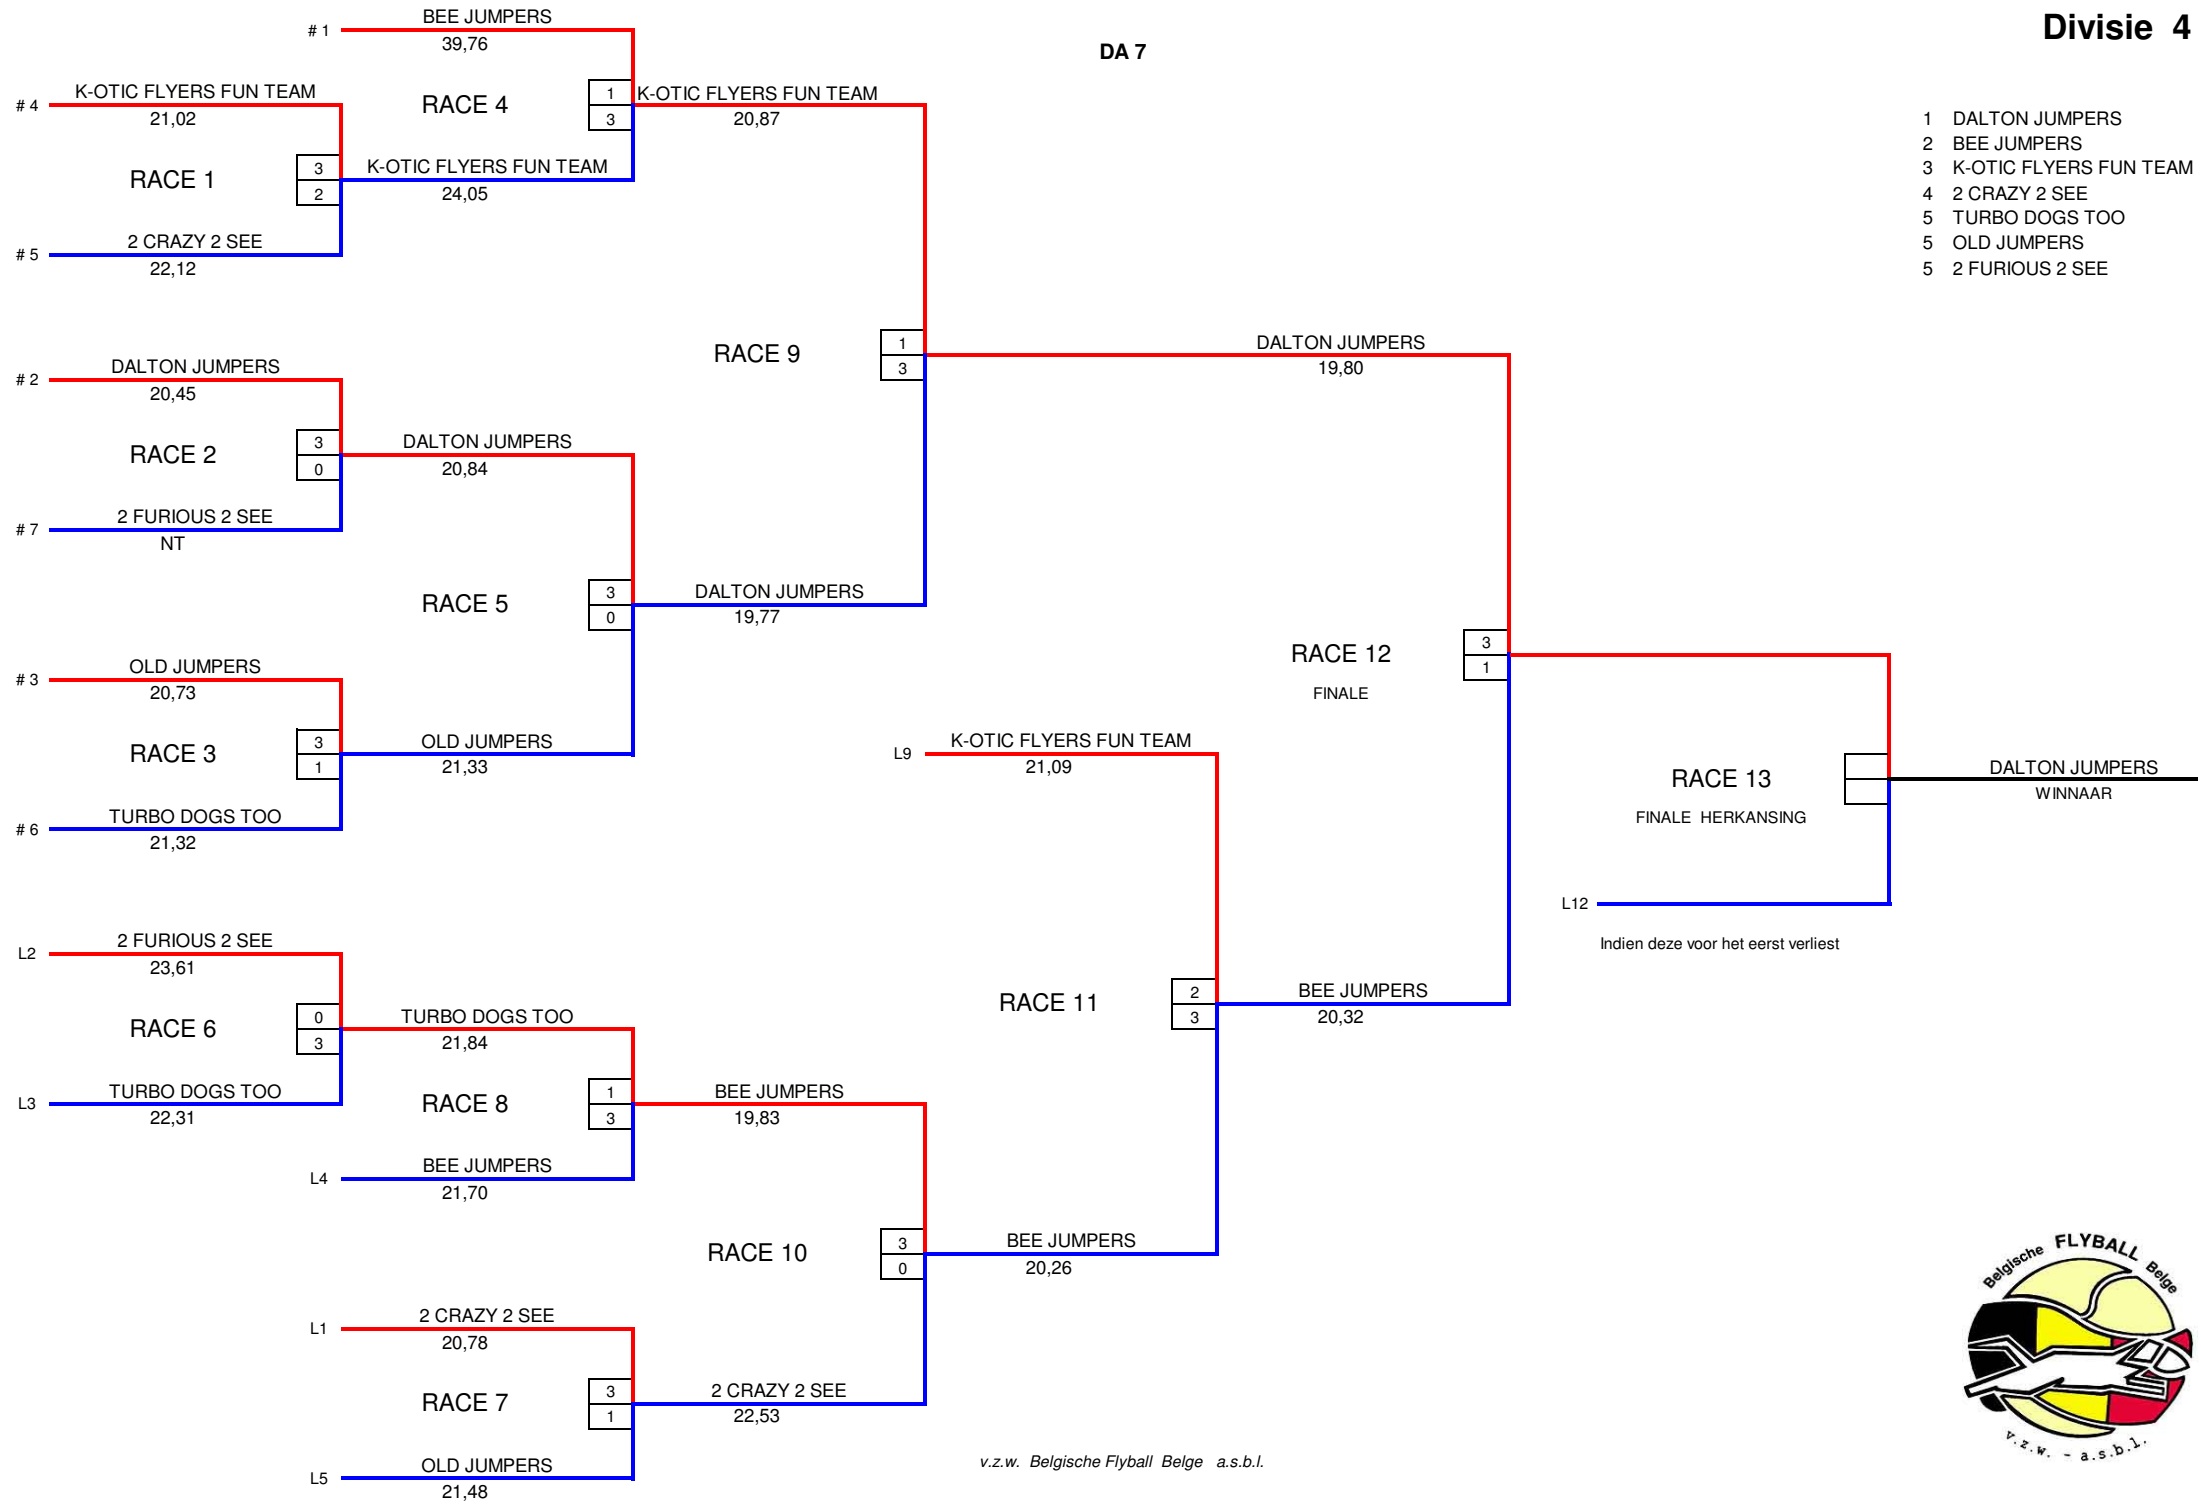 Divisie 4
DA 7
1 DALTON JUMPERS
2 BEE JUMPERS
3 K-OTIC FLYERS FUN TEAM
4 2 CRAZY 2 SEE
5 TURBO DOGS TOO
5 OLD JUMPERS
5 2 FURIOUS 2 SEE
# 1 BEE JUMPERS
39,76
# 4 K-OTIC FLYERS FUN TEAM
21,02
RACE 1 3 2
# 5 2 CRAZY 2 SEE
22,12
RACE 4 1 3
K-OTIC FLYERS FUN TEAM
24,05
K-OTIC FLYERS FUN TEAM
20,87
# 2 DALTON JUMPERS
20,45
RACE 2 3 0
# 7 2 FURIOUS 2 SEE
NT
DALTON JUMPERS
20,84
RACE 5 3 0
# 3 OLD JUMPERS
20,73
RACE 3 3 1
# 6 TURBO DOGS TOO
21,32
OLD JUMPERS
21,33
RACE 9 1 3
DALTON JUMPERS
19,77
DALTON JUMPERS
19,80
RACE 12 3 1
FINALE
L9 K-OTIC FLYERS FUN TEAM
21,09
RACE 11 2 3
BEE JUMPERS
20,32
RACE 13
FINALE HERKANSING
DALTON JUMPERS
WINNAAR
L12
Indien deze voor het eerst verliest
L2 2 FURIOUS 2 SEE
23,61
RACE 6 0 3
L3 TURBO DOGS TOO
22,31
TURBO DOGS TOO
21,84
RACE 8 1 3
L4 BEE JUMPERS
21,70
BEE JUMPERS
19,83
RACE 10 3 0
BEE JUMPERS
20,26
L1 2 CRAZY 2 SEE
20,78
RACE 7 3 1
L5 OLD JUMPERS
21,48
2 CRAZY 2 SEE
22,53
v.z.w. Belgische Flyball Belge a.s.b.l.
Belgische FLYBALL Belge
v.z.w. - a.s.b.l.